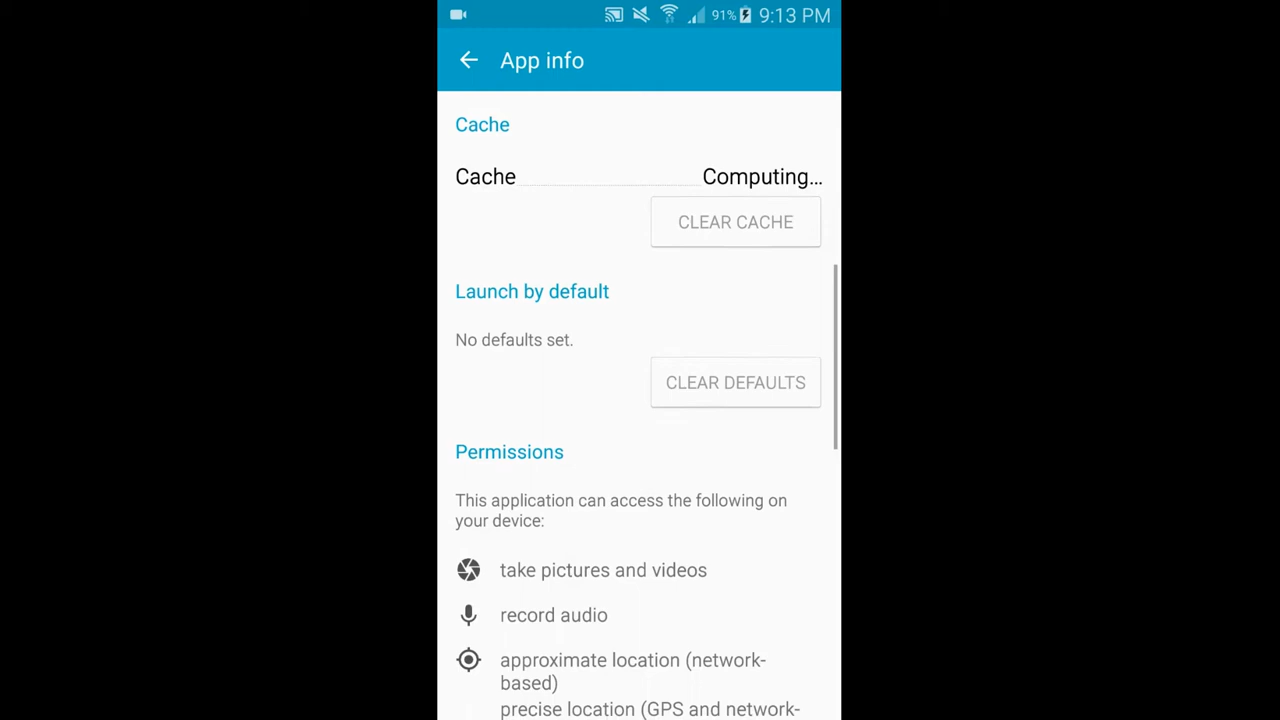 91% 9:13 PM
App info
Cache
Cache Computing...
CLEAR CACHE
Launch by default
No defaults set.
CLEAR DEFAULTS
Permissions
This application can access the following on
your device:
take pictures and videos
record audio
approximate location (network-
based)
precise location (GPS and network-